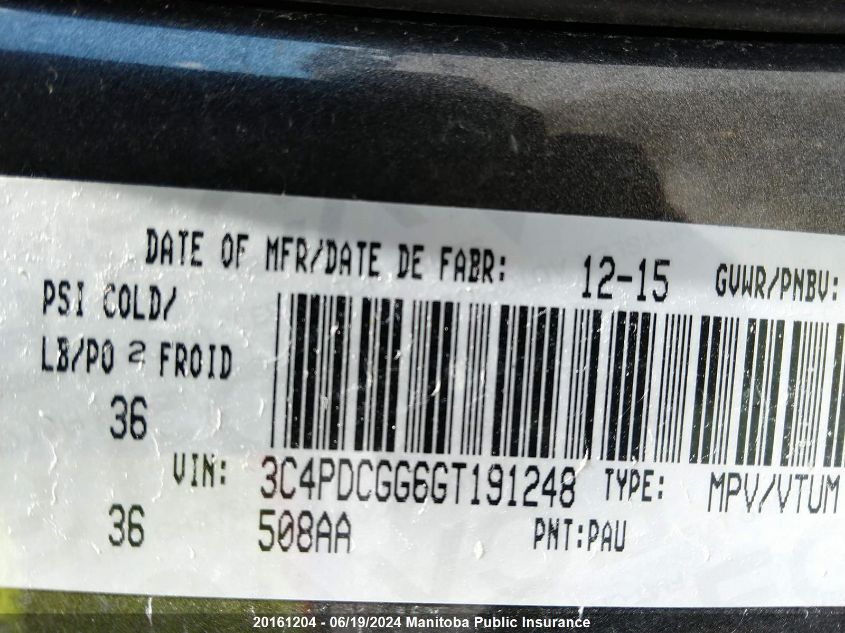 DATE OF MFR/DATE DE FABR: 12-15 GVWR/PNBV:
PSI COLD/
LB/PO 2 FROID
36
VIN: 3C4PDCGG6GT191248 TYPE: MPV/VTUM
36 508AA PNT:PAU
20161204 - 06/19/2024 Manitoba Public Insurance